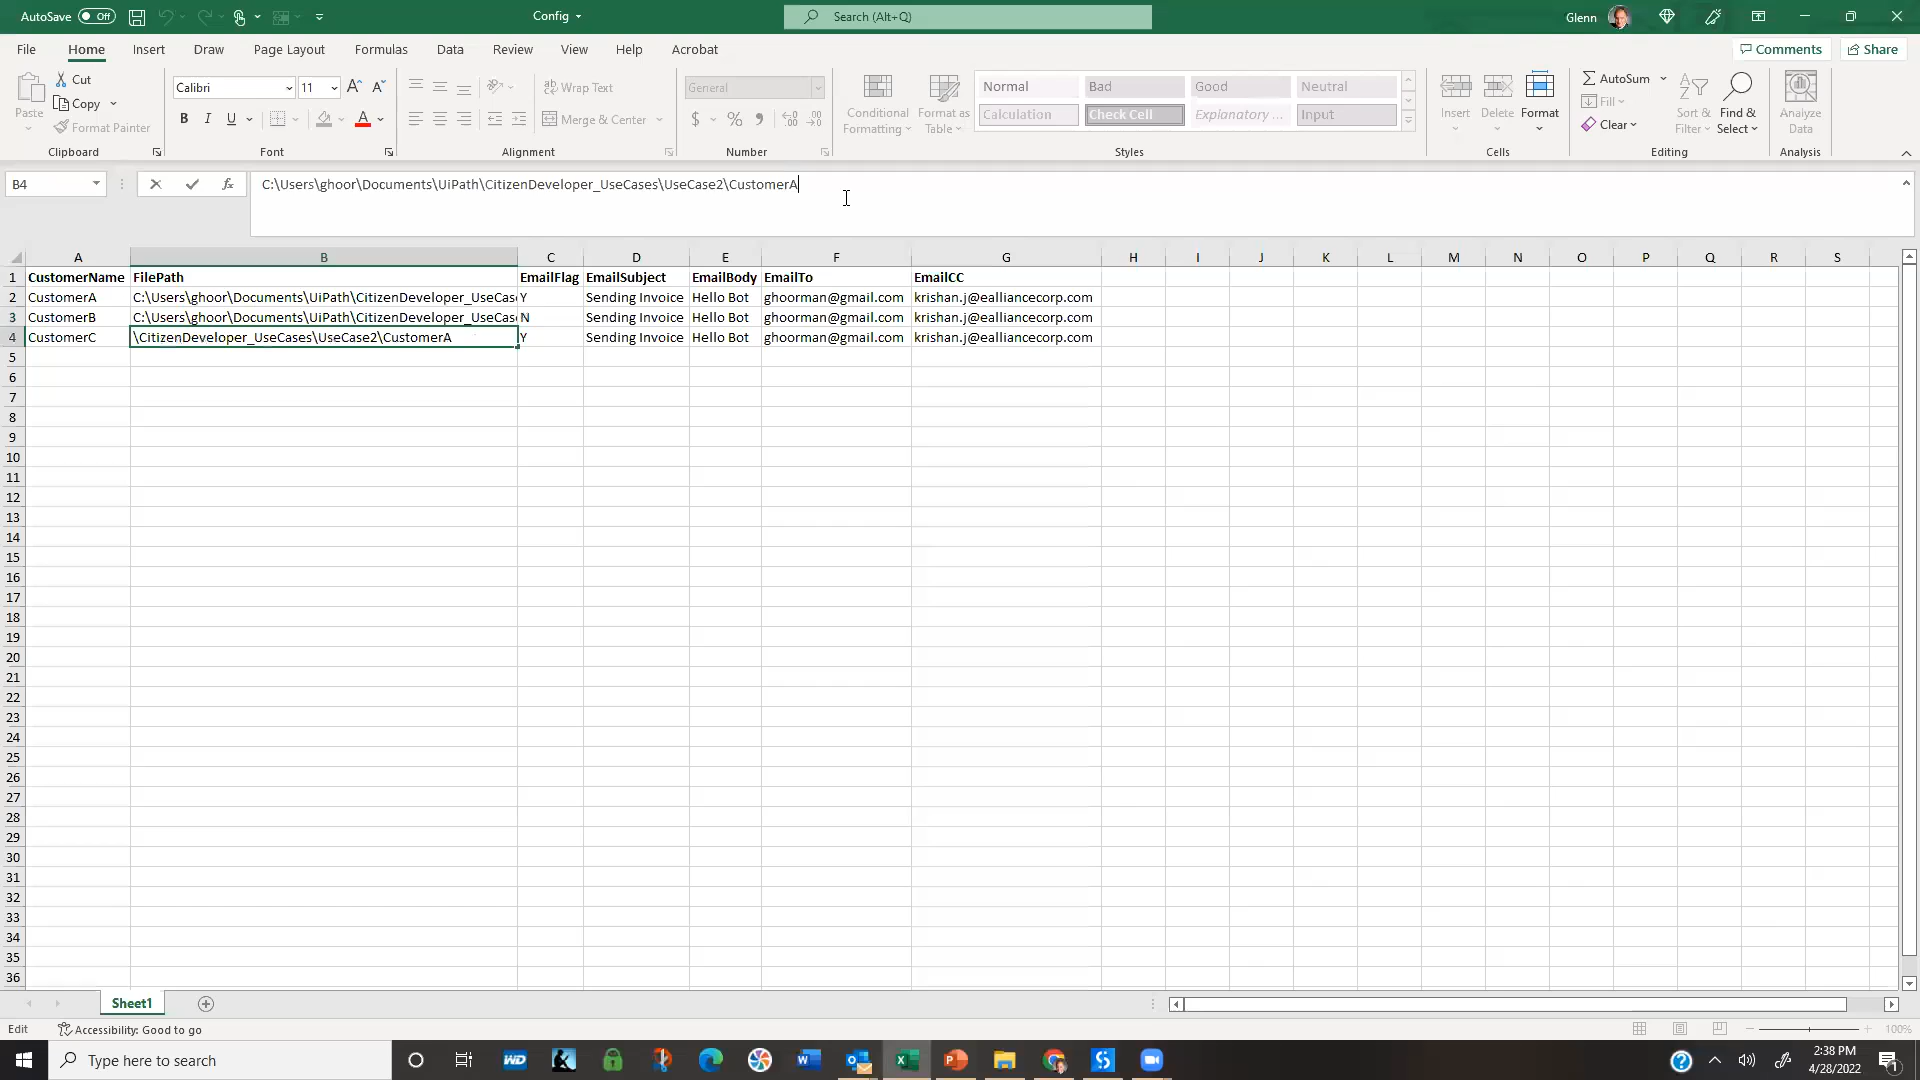 AutoSave Off Config Search (Alt+Q) Glenn
File Home Insert Draw Page Layout Formulas Data Review View Help Acrobat Comments Share
Paste Cut Copy Format Painter Clipboard
Calibri 11 A A B I U A Font
Wrap Text Merge & Center Alignment
General $ % Number
Conditional Formatting Format as Table
Normal Bad Good Neutral
Calculation Check Cell Explanatory ... Input
Styles
Insert Delete Format Cells
AutoSum Fill Clear Sort & Filter Find & Select Editing
Analyze Data Analysis
B4 fx C:\Users\ghoor\Documents\UiPath\CitizenDeveloper_UseCases\UseCase2\CustomerA
A B C D E F G H I J K L M N O P Q R S
1 CustomerName FilePath EmailFlag EmailSubject EmailBody EmailTo EmailCC
2 CustomerA C:\Users\ghoor\Documents\UiPath\CitizenDeveloper_UseCas Y Sending Invoice Hello Bot ghoorman@gmail.com krishan.j@ealliancecorp.com
3 CustomerB C:\Users\ghoor\Documents\UiPath\CitizenDeveloper_UseCas N Sending Invoice Hello Bot ghoorman@gmail.com krishan.j@ealliancecorp.com
4 CustomerC \CitizenDeveloper_UseCases\UseCase2\CustomerA Y Sending Invoice Hello Bot ghoorman@gmail.com krishan.j@ealliancecorp.com
5
6
7
8
9
10
11
12
13
14
15
16
17
18
19
20
21
22
23
24
25
26
27
28
29
30
31
32
33
34
35
36
Sheet1
Edit Accessibility: Good to go 100%
Type here to search
2:38 PM
4/28/2022